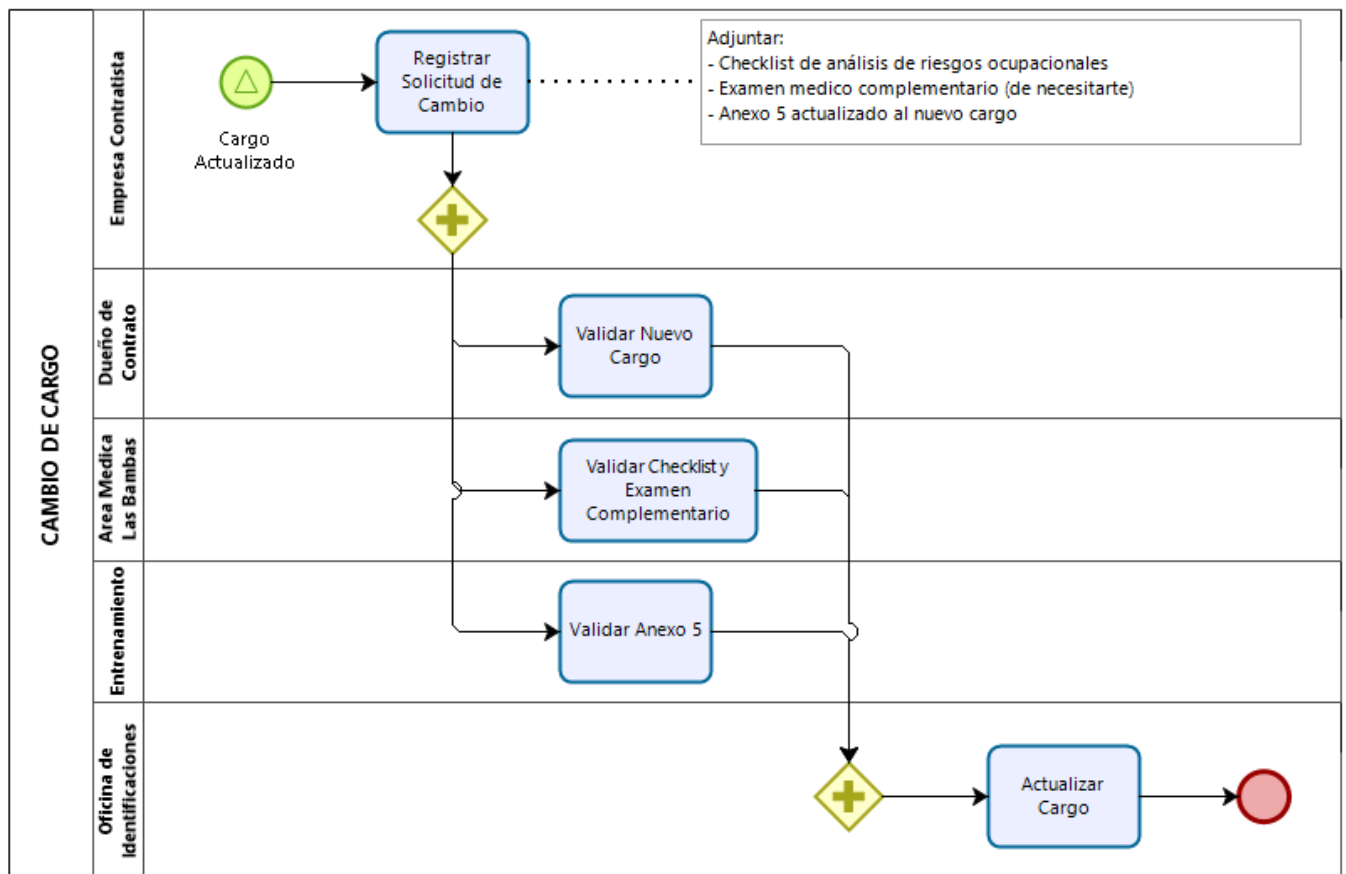 CAMBIO DE CARGO
Empresa Contratista
Cargo
Actualizado
Registrar
Solicitud de
Cambio
Adjuntar:
- Checklist de análisis de riesgos ocupacionales
- Examen medico complementario (de necesitarte)
- Anexo 5 actualizado al nuevo cargo
Dueño de
Contrato
Validar Nuevo
Cargo
Area Medica
Las Bambas
Validar Checklist y
Examen
Complementario
Entrenamiento
Validar Anexo 5
Oficina de
Identificaciones
Actualizar
Cargo